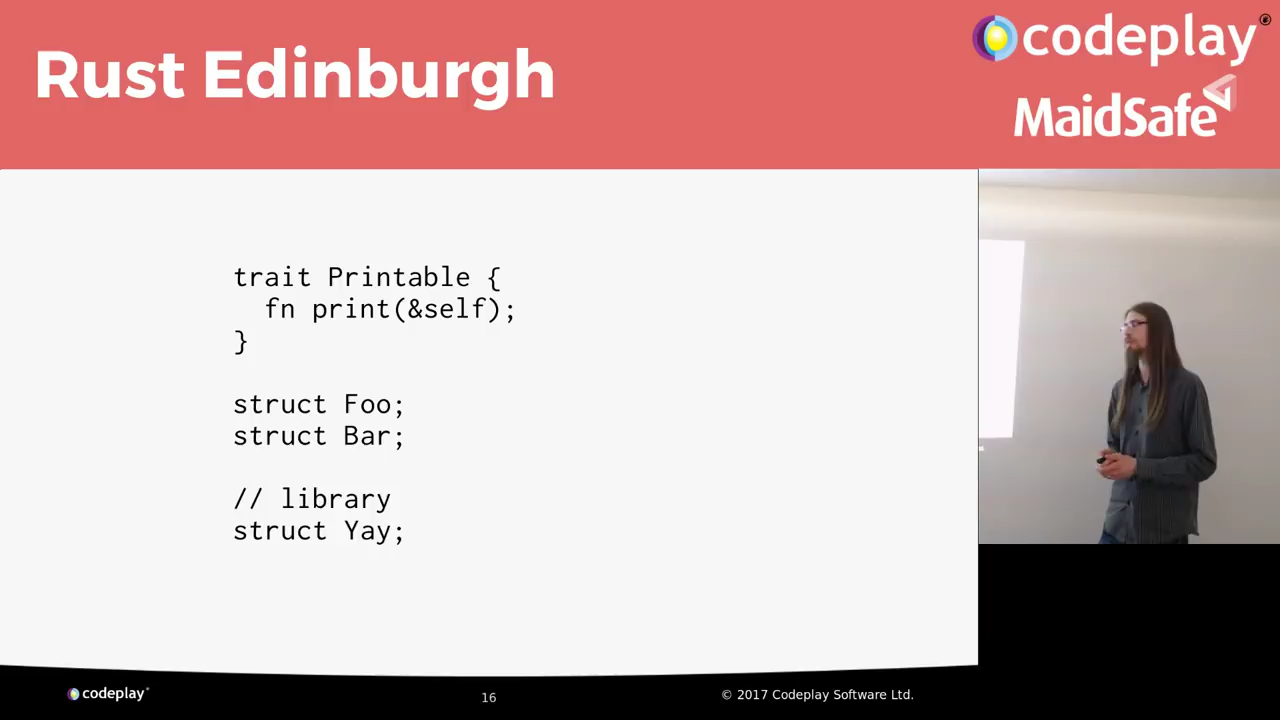 Rust Edinburgh
codeplay®
MaidSafe
trait Printable {
  fn print(&self);
}
struct Foo;
struct Bar;
// library
struct Yay;
codeplay®
16
© 2017 Codeplay Software Ltd.